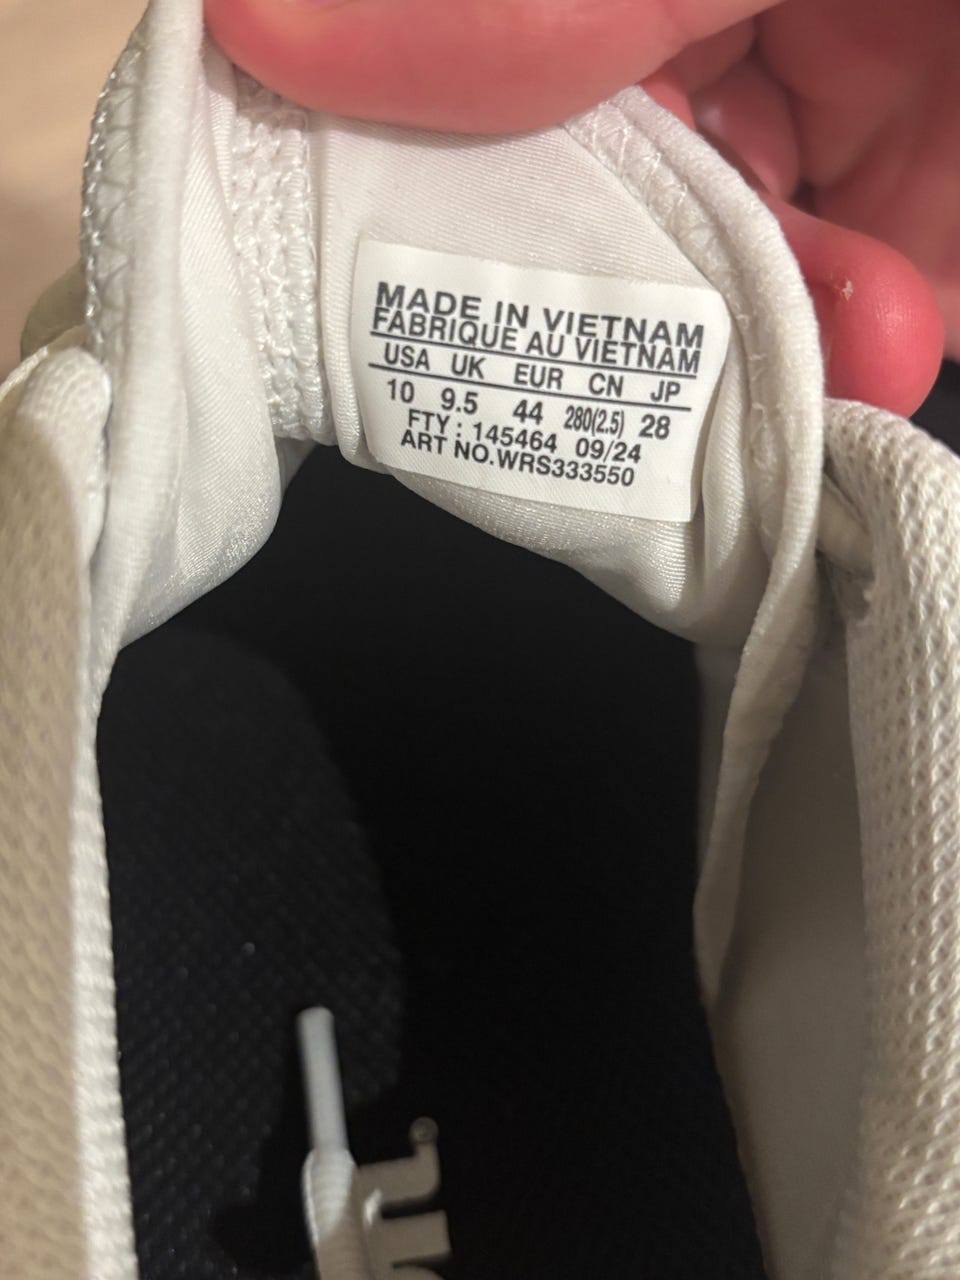 MADE IN VIETNAM
FABRIQUE AU VIETNAM
USA UK EUR CN JP
10 9.5 44 280(2.5) 28
FTY : 145464 09/24
ART NO.WRS333550
®